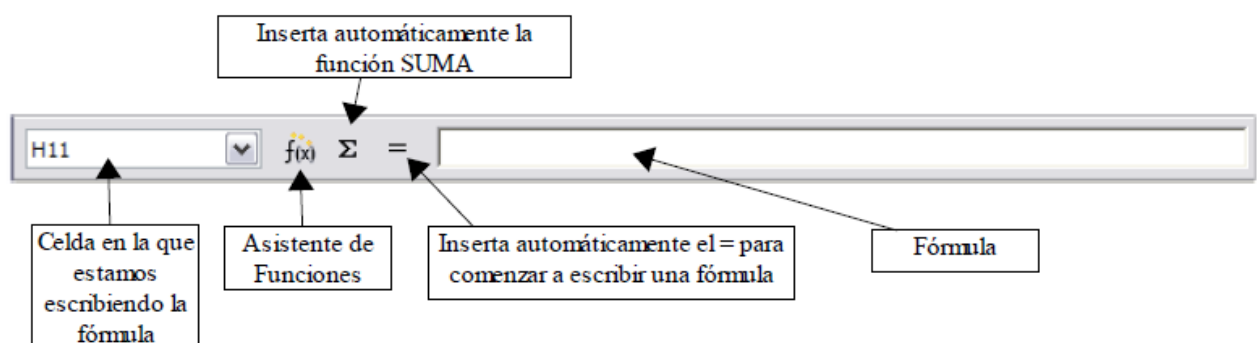 Inserta automáticamente la
función SUMA
H11
f(x) Σ =
Celda en la que
estamos
escribiendo la
fórmula
Asistente de
Funciones
Inserta automáticamente el = para
comenzar a escribir una fórmula
Fórmula